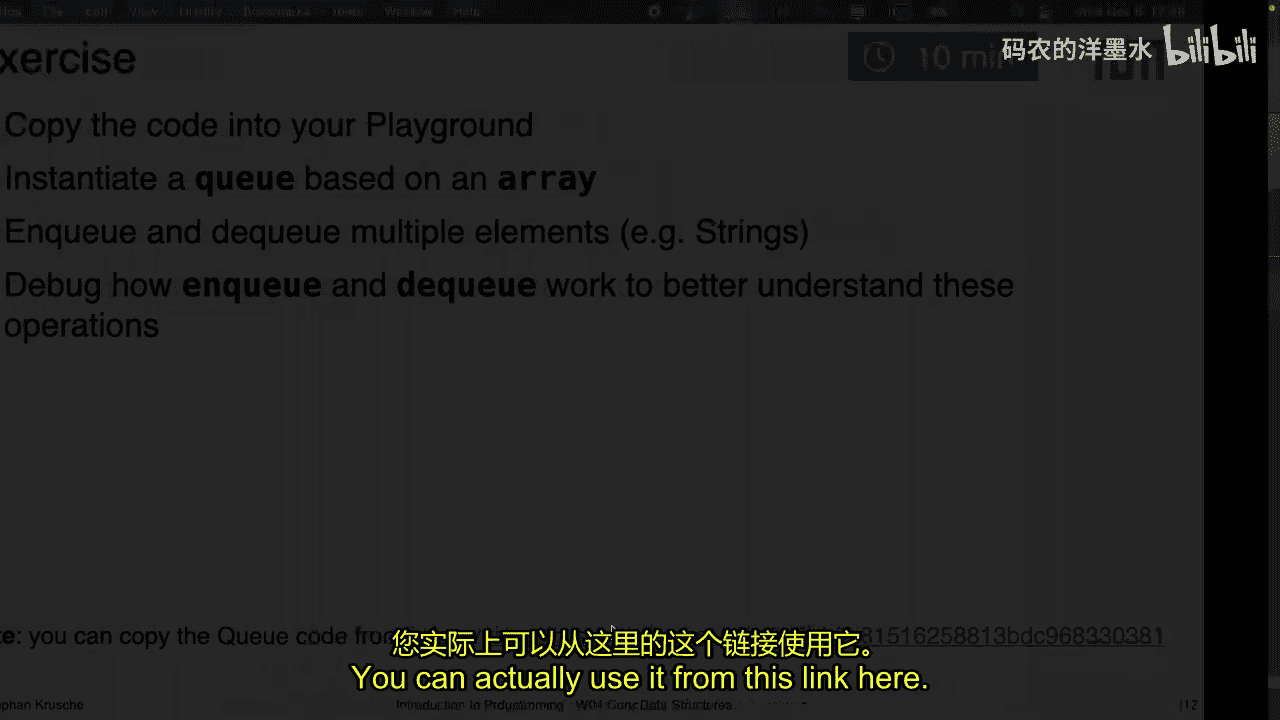 xercise
10 min
码农的洋墨水 bilibili
Copy the code into your Playground
Instantiate a queue based on an array
Enqueue and dequeue multiple elements (e.g. Strings)
Debug how enqueue and dequeue work to better understand these
operations
te: you can copy the Queue code from 31516258813bdc968330381
您实际上可以从这里的这个链接使用它。
You can actually use it from this link here.
phan Krusche
Introduction to Programming